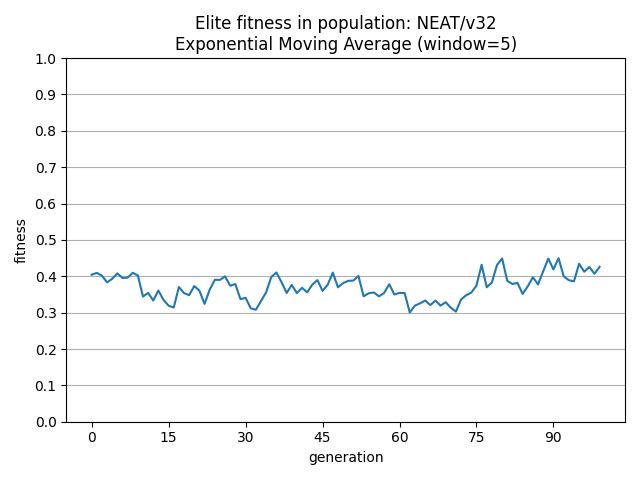 Elite fitness in population: NEAT/v32
Exponential Moving Average (window=5)
1.0
0.9
0.8
0.7
0.6
0.5
0.4
0.3
0.2
0.1
0.0
fitness
0 15 30 45 60 75 90
generation